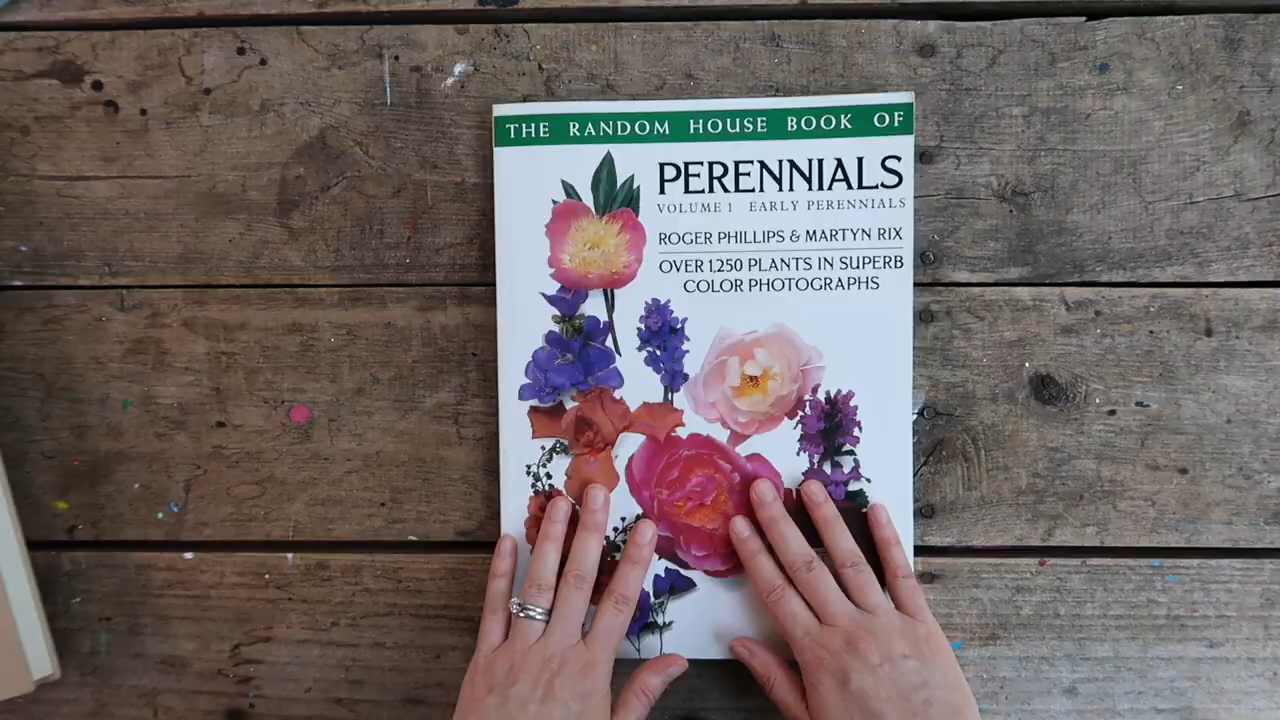 THE RANDOM HOUSE BOOK OF
PERENNIALS
VOLUME 1 EARLY PERENNIALS
ROGER PHILLIPS & MARTYN RIX
OVER 1,250 PLANTS IN SUPERB
COLOR PHOTOGRAPHS